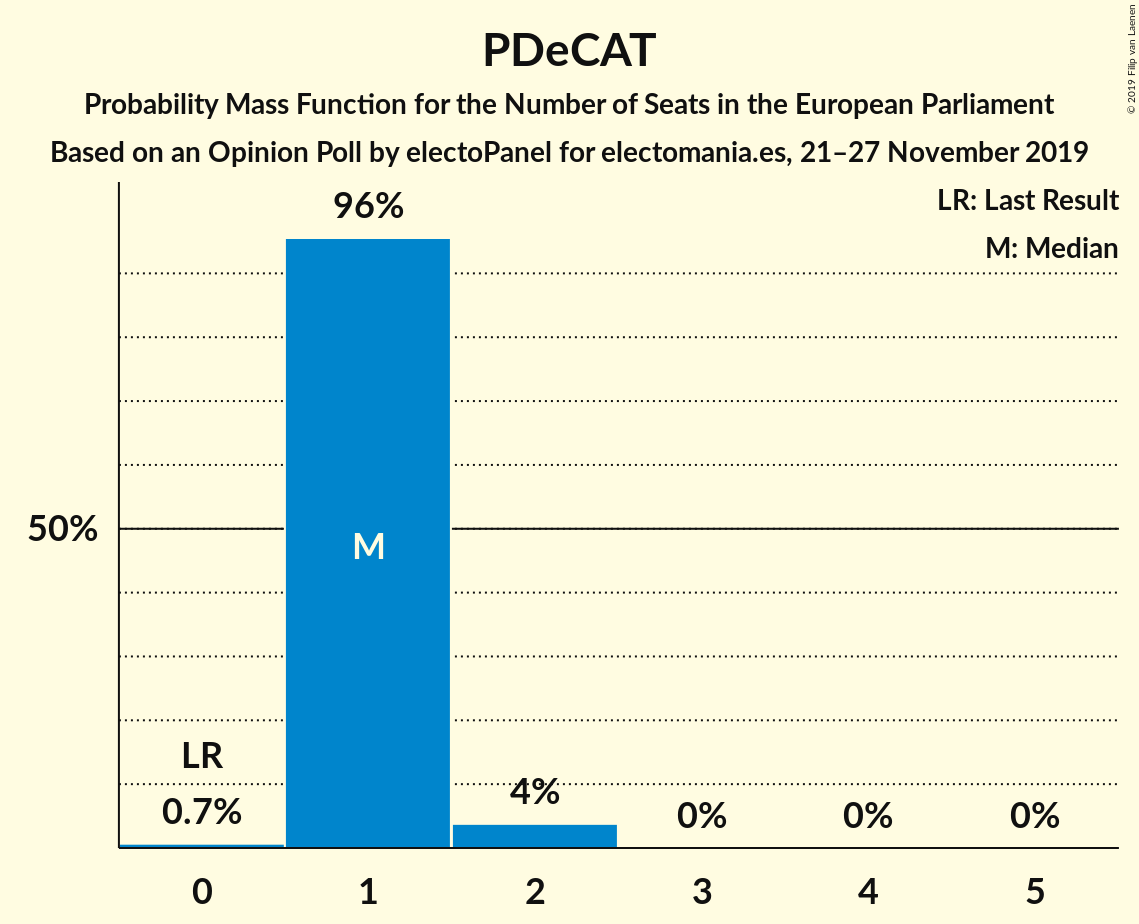 PDeCAT
Probability Mass Function for the Number of Seats in the European Parliament
Based on an Opinion Poll by electoPanel for electomania.es, 21–27 November 2019
© 2019 Filip van Laenen
LR: Last Result
M: Median
96%
50%
M
LR
0.7%
4%
0%
0%
0%
0
1
2
3
4
5